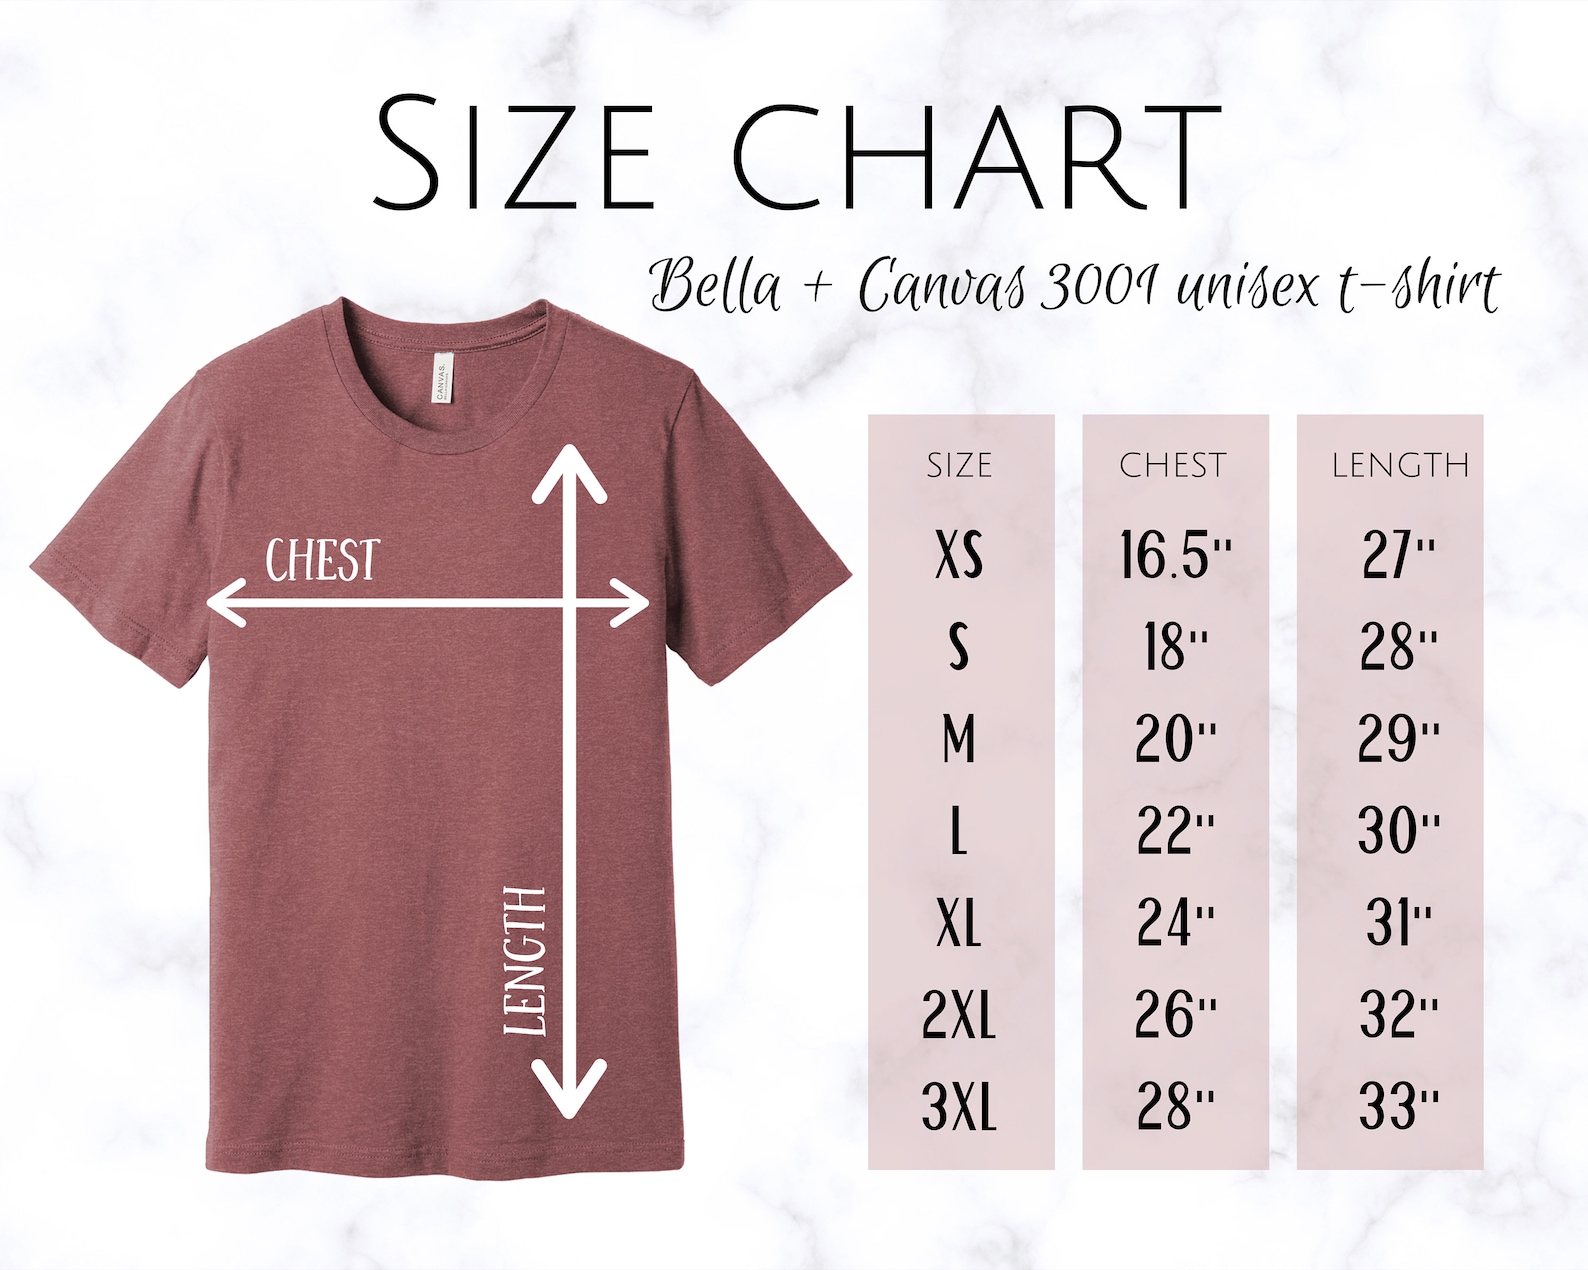 SIZE CHART
Bella + Canvas 3001 unisex t-shirt
CANVAS.
CHEST
LENGTH
SIZE CHEST LENGTH
XS 16.5" 27"
S 18" 28"
M 20" 29"
L 22" 30"
XL 24" 31"
2XL 26" 32"
3XL 28" 33"